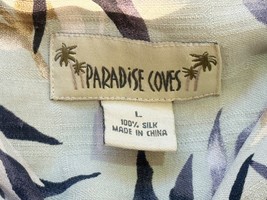 PARADISE COVES
L
100% SILK
MADE IN CHINA